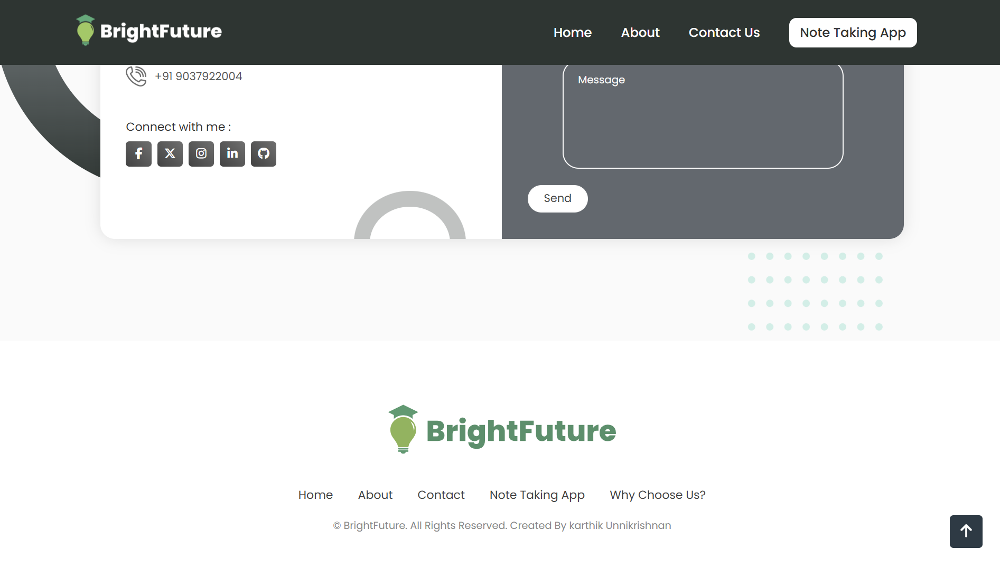 BrightFuture
Home About Contact Us Note Taking App
+91 9037922004
Connect with me :
Message
Send
BrightFuture
Home About Contact Note Taking App Why Choose Us?
© BrightFuture. All Rights Reserved. Created By karthik Unnikrishnan